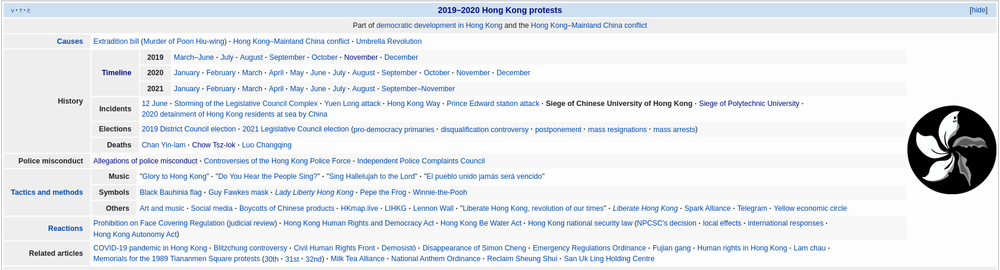 V · T · E 2019–2020 Hong Kong protests [hide]
Part of democratic development in Hong Kong and the Hong Kong–Mainland China conflict
Causes Extradition bill (Murder of Poon Hiu-wing) · Hong Kong–Mainland China conflict · Umbrella Revolution
History
Timeline
2019 March–June · July · August · September · October · November · December
2020 January · February · March · April · May · June · July · August · September · October · November · December
2021 January · February · March · April · May · June · July · August · September–November
Incidents 12 June · Storming of the Legislative Council Complex · Yuen Long attack · Hong Kong Way · Prince Edward station attack · Siege of Chinese University of Hong Kong · Siege of Polytechnic University ·
2020 detainment of Hong Kong residents at sea by China
Elections 2019 District Council election · 2021 Legislative Council election (pro-democracy primaries · disqualification controversy · postponement · mass resignations · mass arrests)
Deaths Chan Yin-lam · Chow Tsz-lok · Luo Changqing
Police misconduct Allegations of police misconduct · Controversies of the Hong Kong Police Force · Independent Police Complaints Council
Tactics and methods
Music "Glory to Hong Kong" · "Do You Hear the People Sing?" · "Sing Hallelujah to the Lord" · "El pueblo unido jamás será vencido"
Symbols Black Bauhinia flag · Guy Fawkes mask · Lady Liberty Hong Kong · Pepe the Frog · Winnie-the-Pooh
Others Art and music · Social media · Boycotts of Chinese products · HKmap.live · LIHKG · Lennon Wall · "Liberate Hong Kong, revolution of our times" · Liberate Hong Kong · Spark Alliance · Telegram · Yellow economic circle
Reactions Prohibition on Face Covering Regulation (judicial review) · Hong Kong Human Rights and Democracy Act · Hong Kong Be Water Act · Hong Kong national security law (NPCSC's decision · local effects · international responses ·
Hong Kong Autonomy Act)
Related articles COVID-19 pandemic in Hong Kong · Blitzchung controversy · Civil Human Rights Front · Demosistō · Disappearance of Simon Cheng · Emergency Regulations Ordinance · Fujian gang · Human rights in Hong Kong · Lam chau ·
Memorials for the 1989 Tiananmen Square protests (30th · 31st · 32nd) · Milk Tea Alliance · National Anthem Ordinance · Reclaim Sheung Shui · San Uk Ling Holding Centre